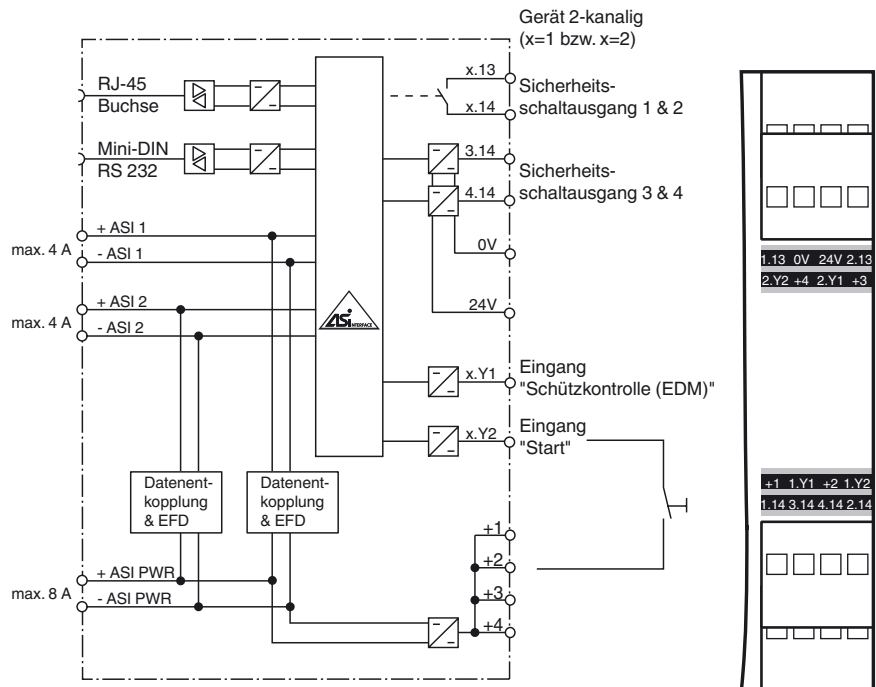 Gerät 2-kanalig
(x=1 bzw. x=2)
RJ-45
Buchse
x.13
x.14
Sicherheits-
schaltausgang 1 & 2
Mini-DIN
RS 232
3.14
4.14
Sicherheits-
schaltausgang 3 & 4
max. 4 A
+ ASI 1
- ASI 1
0V
max. 4 A
+ ASI 2
- ASI 2
24V
ASi INTERFACE
x.Y1
Eingang
"Schützkontrolle (EDM)"
x.Y2
Eingang
"Start"
Datenent-
kopplung
& EFD
Datenent-
kopplung
& EFD
max. 8 A
+ ASI PWR
- ASI PWR
+1
+2
+3
+4
1.13 0V 24V 2.13
2.Y2 +4 2.Y1 +3
+1 1.Y1 +2 1.Y2
1.14 3.14 4.14 2.14